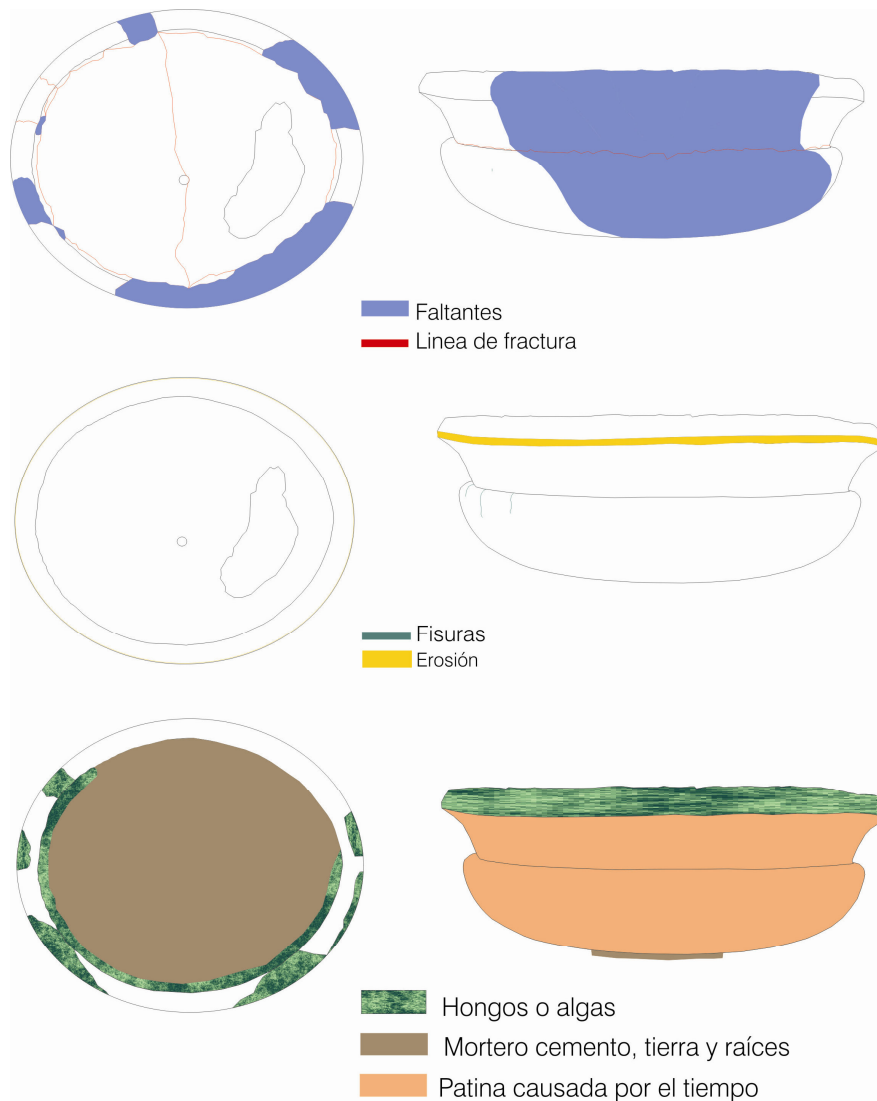 Faltantes
Linea de fractura
Fisuras
Erosión
Hongos o algas
Mortero cemento, tierra y raíces
Patina causada por el tiempo